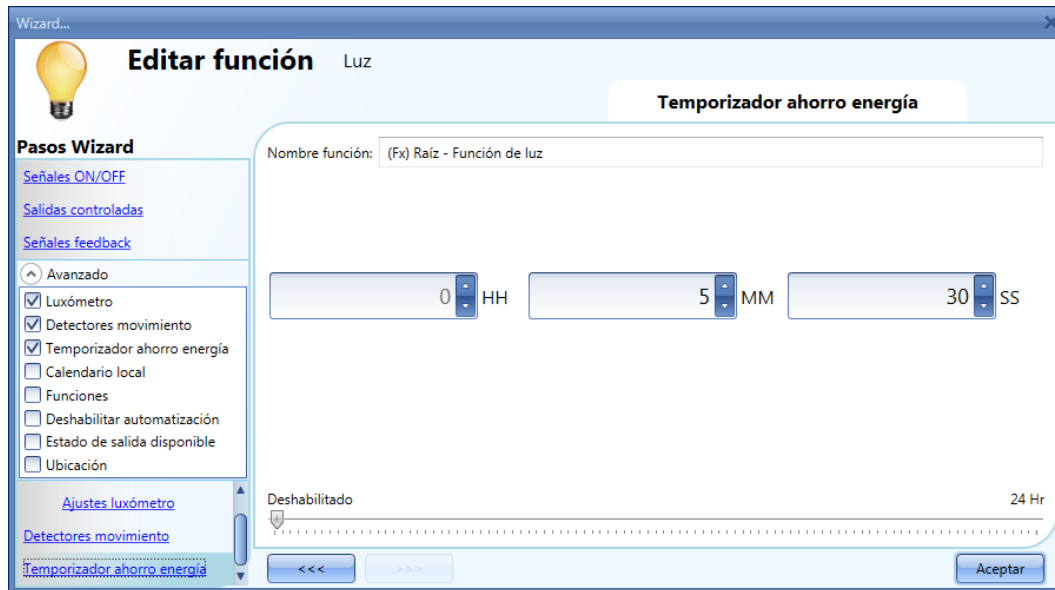 Wizard...
Editar función Luz
Temporizador ahorro energía
Pasos Wizard
Señales ON/OFF
Salidas controladas
Señales feedback
Avanzado
Luxómetro
Detectores movimiento
Temporizador ahorro energía
Calendario local
Funciones
Deshabilitar automatización
Estado de salida disponible
Ubicación
Ajustes luxómetro
Detectores movimiento
Temporizador ahorro energía
Nombre función: (Fx) Raíz - Función de luz
0 HH 5 MM 30 SS
Deshabilitado 24 Hr
<<< >>> Aceptar